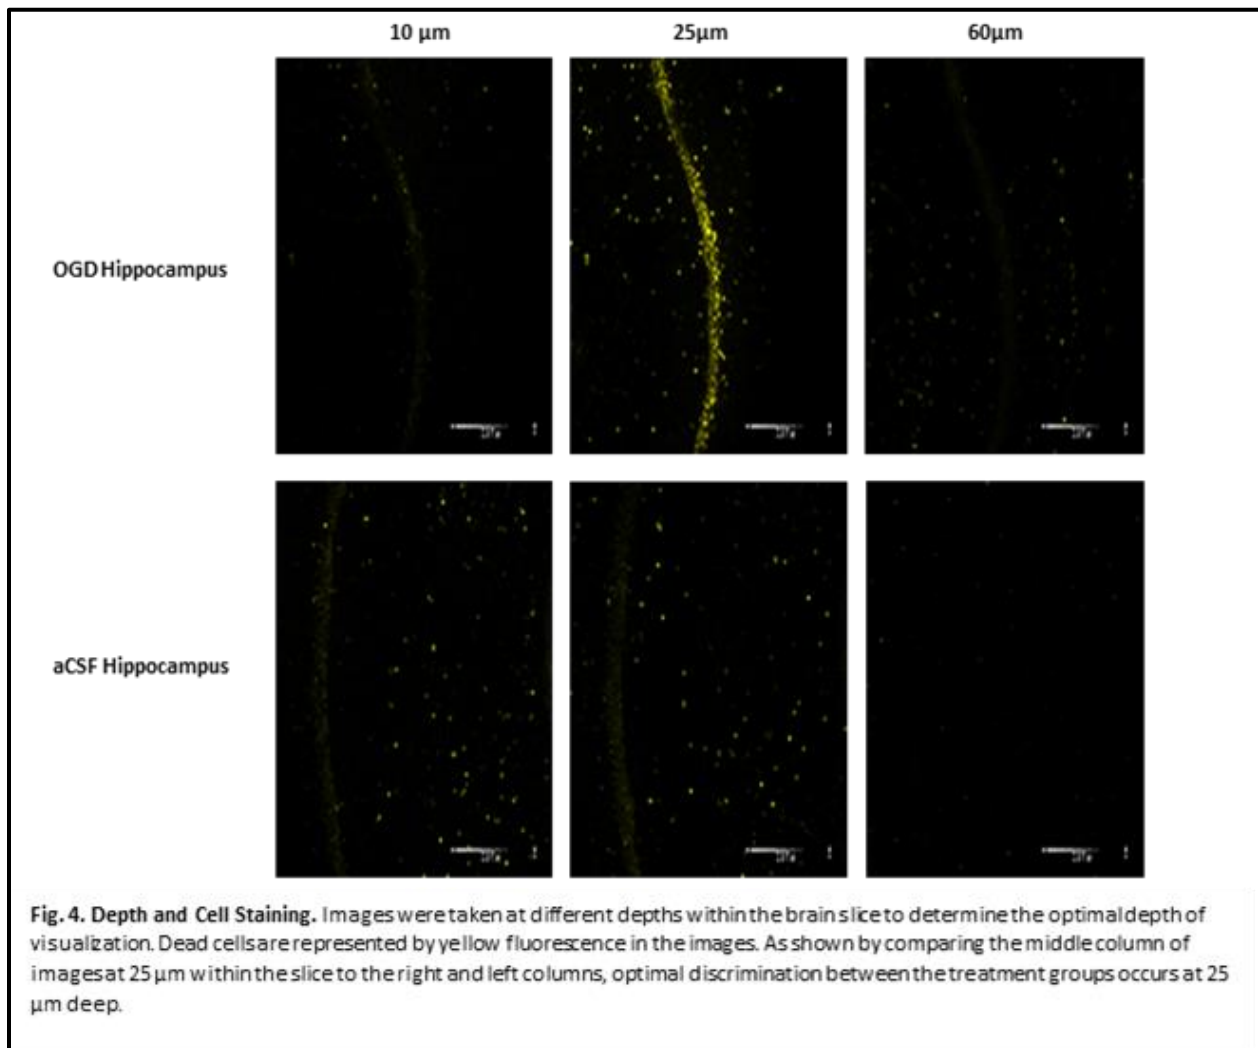 10 µm 25µm 60µm
OGD Hippocampus
aCSF Hippocampus
Fig. 4. Depth and Cell Staining. Images were taken at different depths within the brain slice to determine the optimal depth of
visualization. Dead cells are represented by yellow fluorescence in the images. As shown by comparing the middle column of
images at 25 µm within the slice to the right and left columns, optimal discrimination between the treatment groups occurs at 25
µm deep.